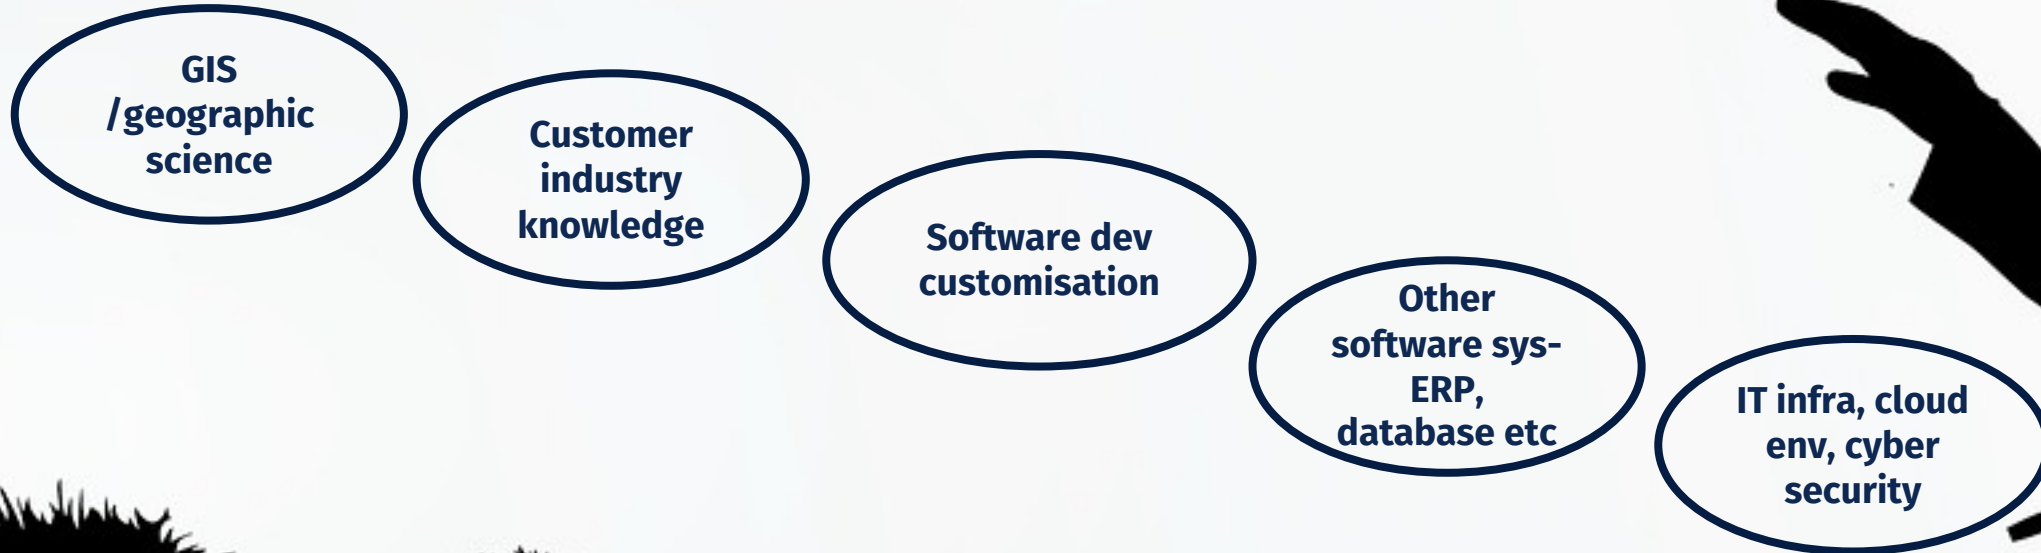 GIS
/geographic
science
Customer
industry
knowledge
Software dev
customisation
Other
software sys-
ERP,
database etc
IT infra, cloud
env, cyber
security